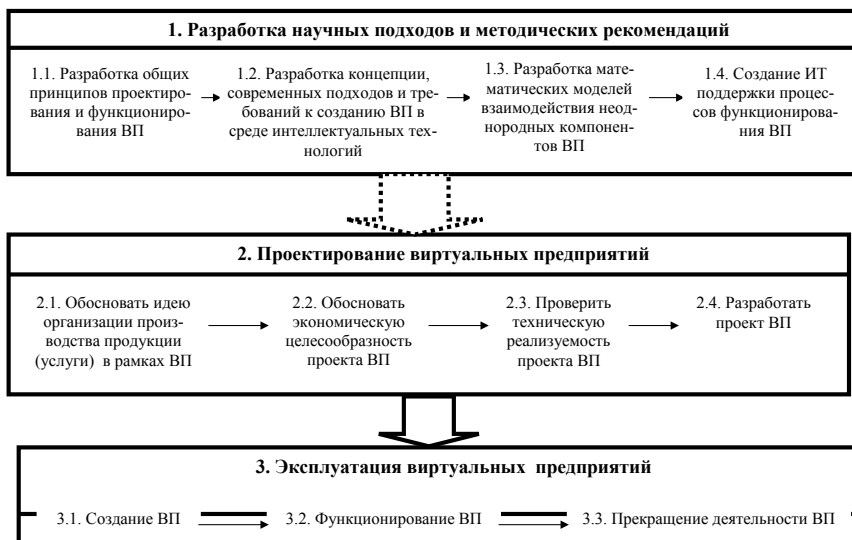 1. Разработка научных подходов и методических рекомендаций
1.1. Разработка общих
принципов проектиро-
вания и функциониро-
вания ВП
1.2. Разработка концепции,
современных подходов и тре-
бований к созданию ВП в
среде интеллектуальных тех-
нологий
1.3. Разработка мате-
матических моделей
взаимодействия неод-
нородных компонен-
тов ВП
1.4. Создание ИТ
поддержки процес-
сов функционирова-
ния ВП
2. Проектирование виртуальных предприятий
2.1. Обосновать идею
организации произ-
водства продукции
(услуги) в рамках ВП
2.2. Обосновать
экономическую
целесообразность
проекта ВП
2.3. Проверить
техническую
реализуемость
проекта ВП
2.4. Разработать
проект ВП
3. Эксплуатация виртуальных предприятий
3.1. Создание ВП
3.2. Функционирование ВП
3.3. Прекращение деятельности ВП